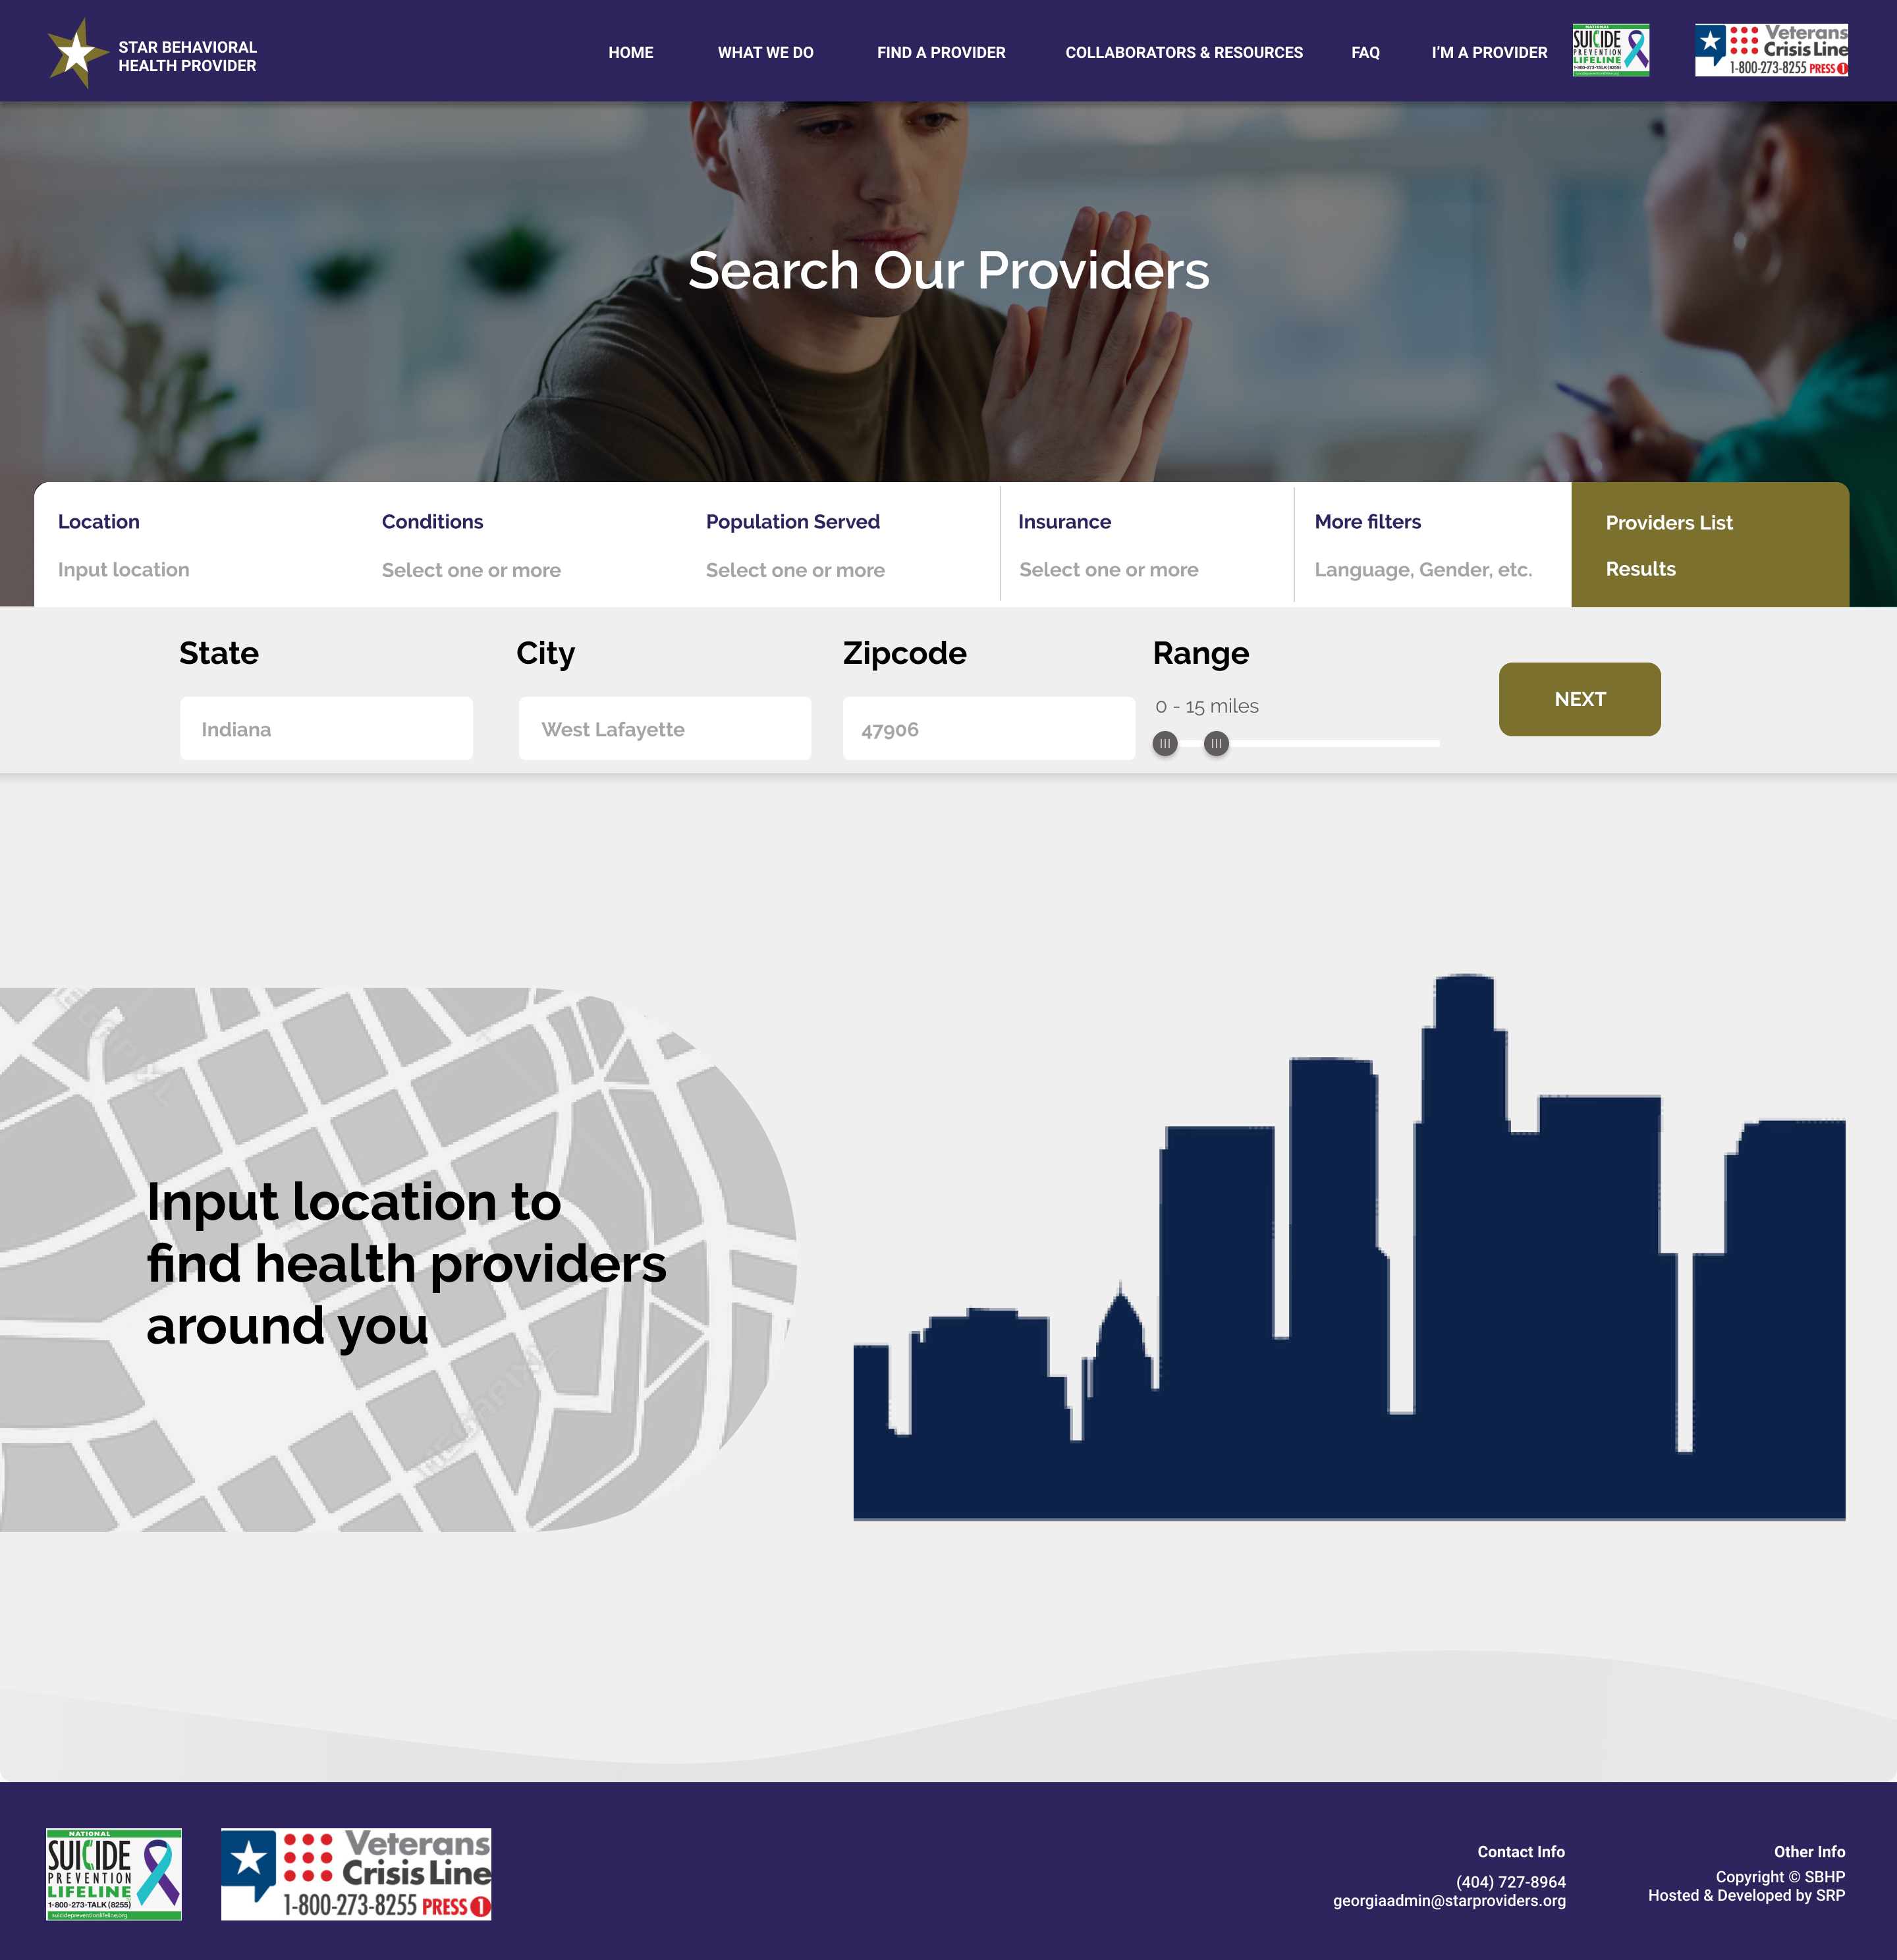 STAR BEHAVIORAL
HEALTH PROVIDER
HOME
WHAT WE DO
FIND A PROVIDER
COLLABORATORS & RESOURCES
FAQ
I'M A PROVIDER
NATIONAL
SUICIDE
PREVENTION
LIFELINE
1-800-273-TALK (8255)
suicidepreventionlifeline.org
Veterans
Crisis Line
1-800-273-8255 PRESS 1
Search Our Providers
Location
Input location
Conditions
Select one or more
Population Served
Select one or more
Insurance
Select one or more
More filters
Language, Gender, etc.
Providers List
Results
State
Indiana
City
West Lafayette
Zipcode
47906
Range
0 - 15 miles
NEXT
Input location to
find health providers
around you
NATIONAL
SUICIDE
PREVENTION
LIFELINE
1-800-273-TALK (8255)
suicidepreventionlifeline.org
Veterans
Crisis Line
1-800-273-8255 PRESS 1
Contact Info
(404) 727-8964
georgiaadmin@starproviders.org
Other Info
Copyright © SBHP
Hosted & Developed by SRP